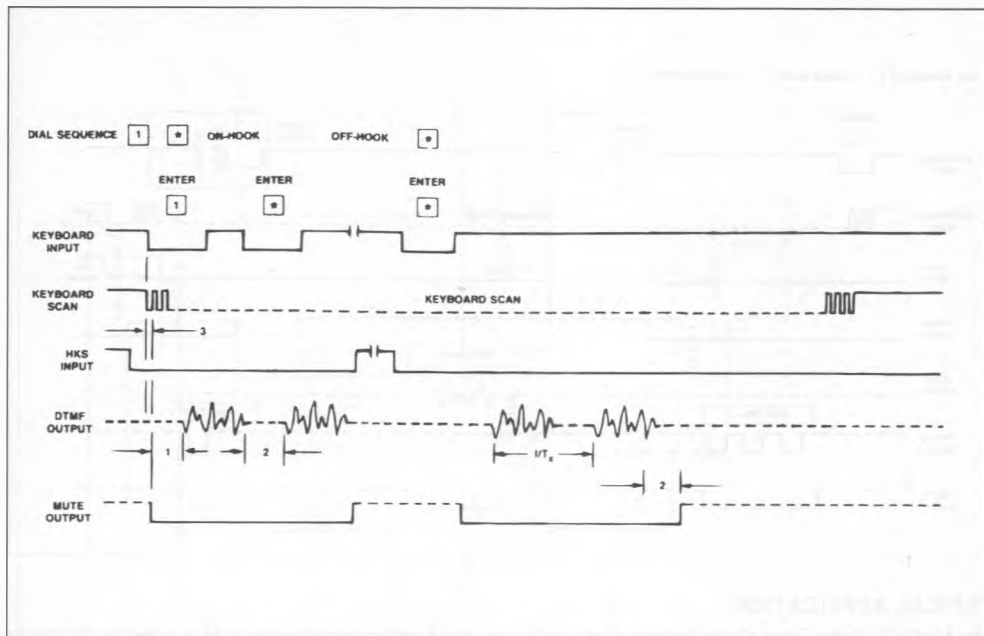 DIAL SEQUENCE 1 * ON-HOOK OFF-HOOK *
ENTER ENTER ENTER
1 * *
KEYBOARD INPUT
KEYBOARD SCAN KEYBOARD SCAN
3
HKS INPUT
DTMF OUTPUT
1 2 I/Tx
2
MUTE OUTPUT